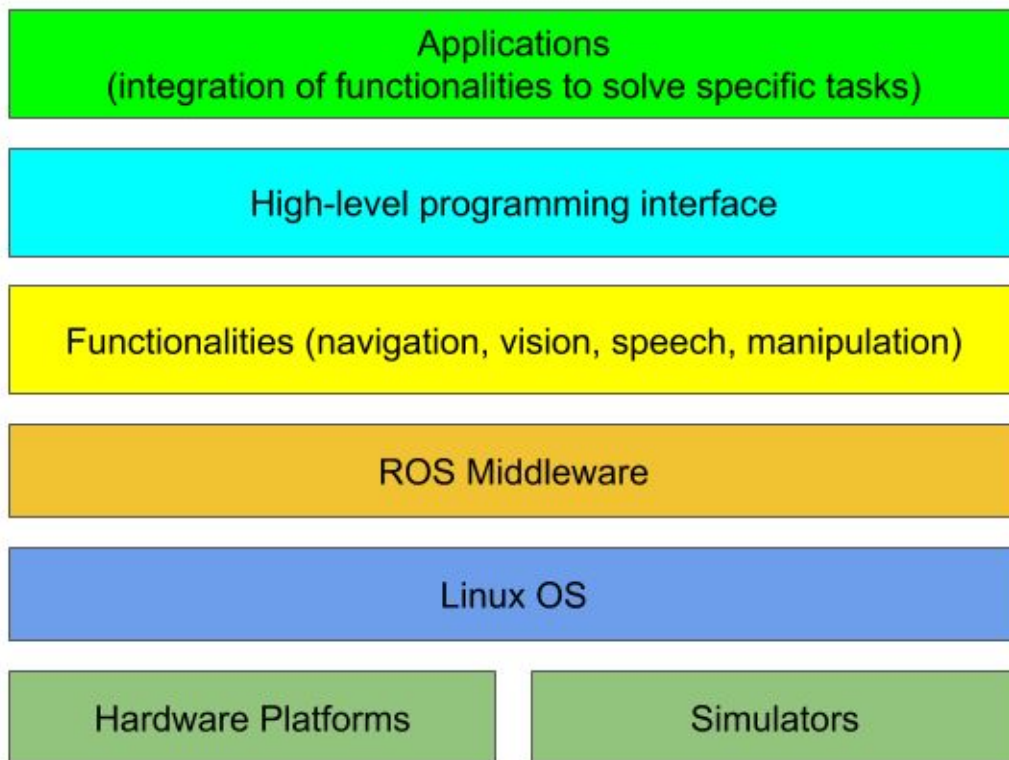 Applications
(integration of functionalities to solve specific tasks)
High-level programming interface
Functionalities (navigation, vision, speech, manipulation)
ROS Middleware
Linux OS
Hardware Platforms
Simulators